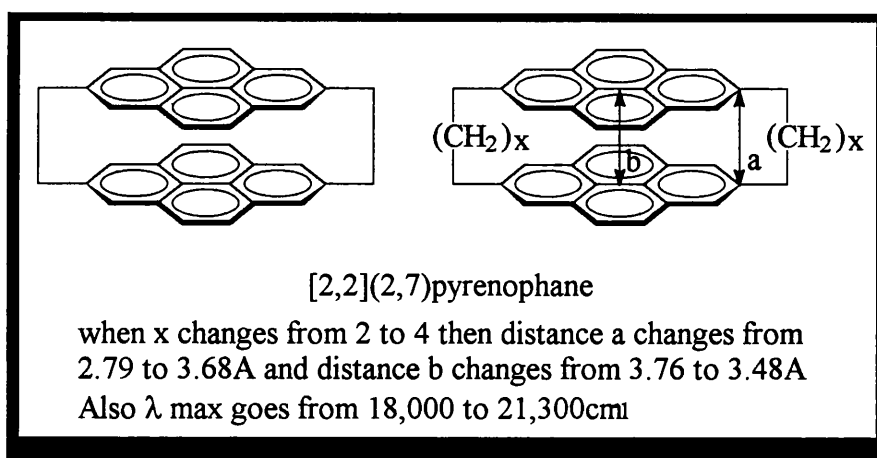 (CH2)x b a (CH2)x
[2,2](2,7)pyrenophane
when x changes from 2 to 4 then distance a changes from
2.79 to 3.68A and distance b changes from 3.76 to 3.48A
Also λ max goes from 18,000 to 21,300cmı